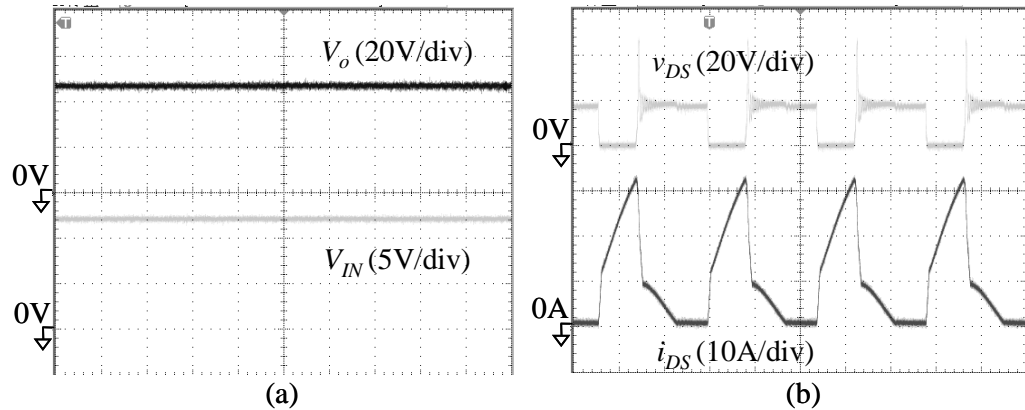 T
V_o (20V/div)
0V
V_IN (5V/div)
0V
(a)
T
v_DS (20V/div)
0V
0A
i_DS (10A/div)
(b)